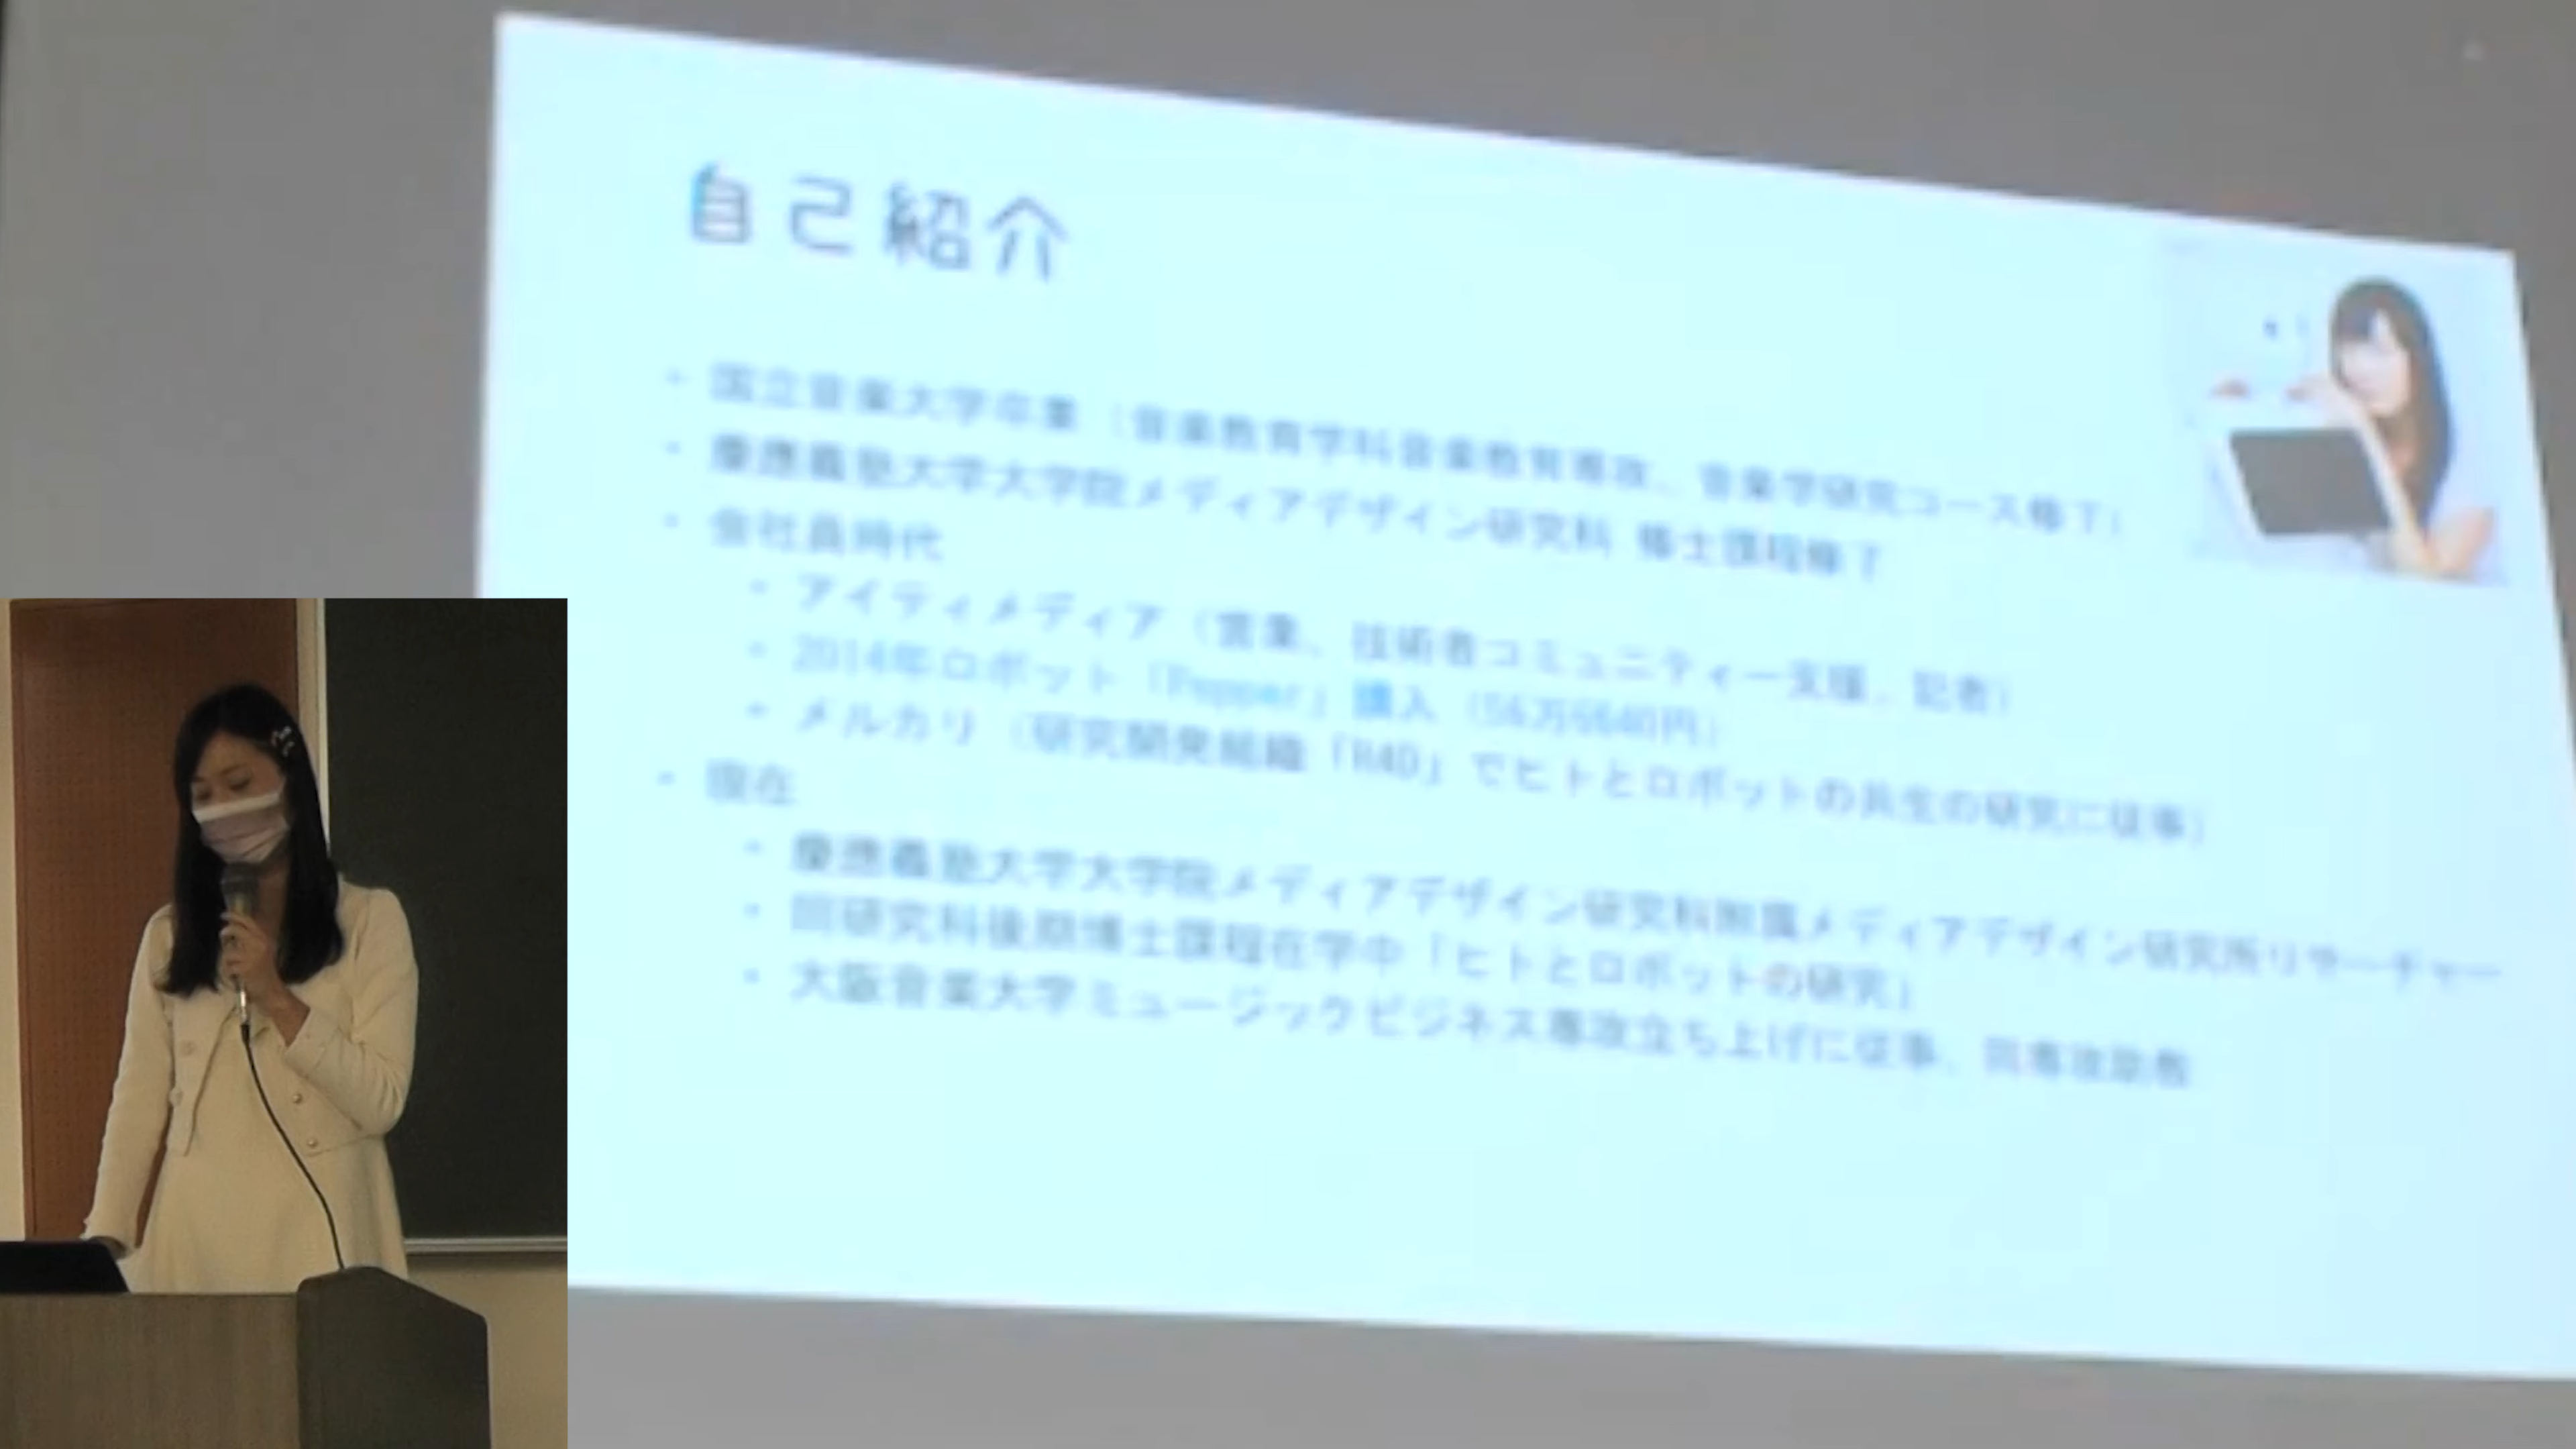 自己紹介
・国立音楽大学卒業（音楽教育学科音楽教育専攻、音楽学研究コース修了）
・慶應義塾大学大学院メディアデザイン研究科 修士課程修了
・会社員時代
・アイティメディア（営業、技術者コミュニティー支援、記者）
・2014年ロボット「Pepper」購入（56万6640円）
・メルカリ（研究開発組織「R4D」でヒトとロボットの共生の研究に従事）
・現在
・慶應義塾大学大学院メディアデザイン研究科附属メディアデザイン研究所リサーチャー
・同研究科後期博士課程在学中「ヒトとロボットの研究」
・大阪音楽大学ミュージックビジネス専攻立ち上げに従事、同専攻助教